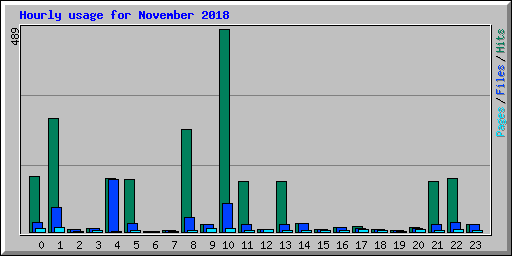 Hourly usage for November 2018
489
Pages/Files/Hits
0 1 2 3 4 5 6 7 8 9 10 11 12 13 14 15 16 17 18 19 20 21 22 23